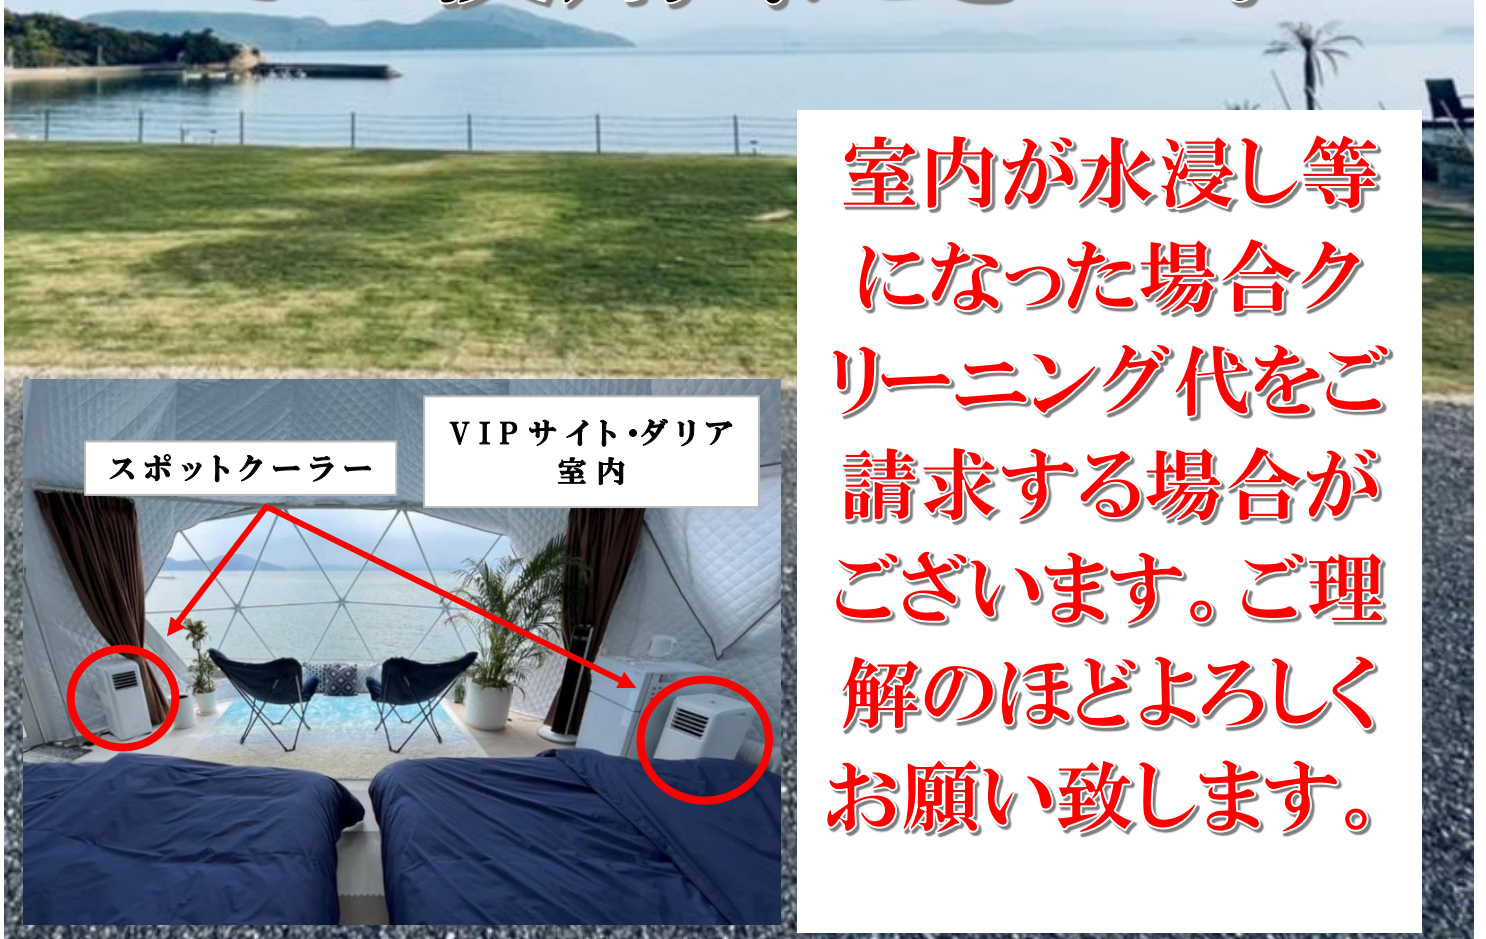 室内が水浸し等
になった場合ク
リーニング代をご
請求する場合が
ございます。ご理
解のほどよろしく
お願い致します。
VIPサイト・ダリア
室内
スポットクーラー